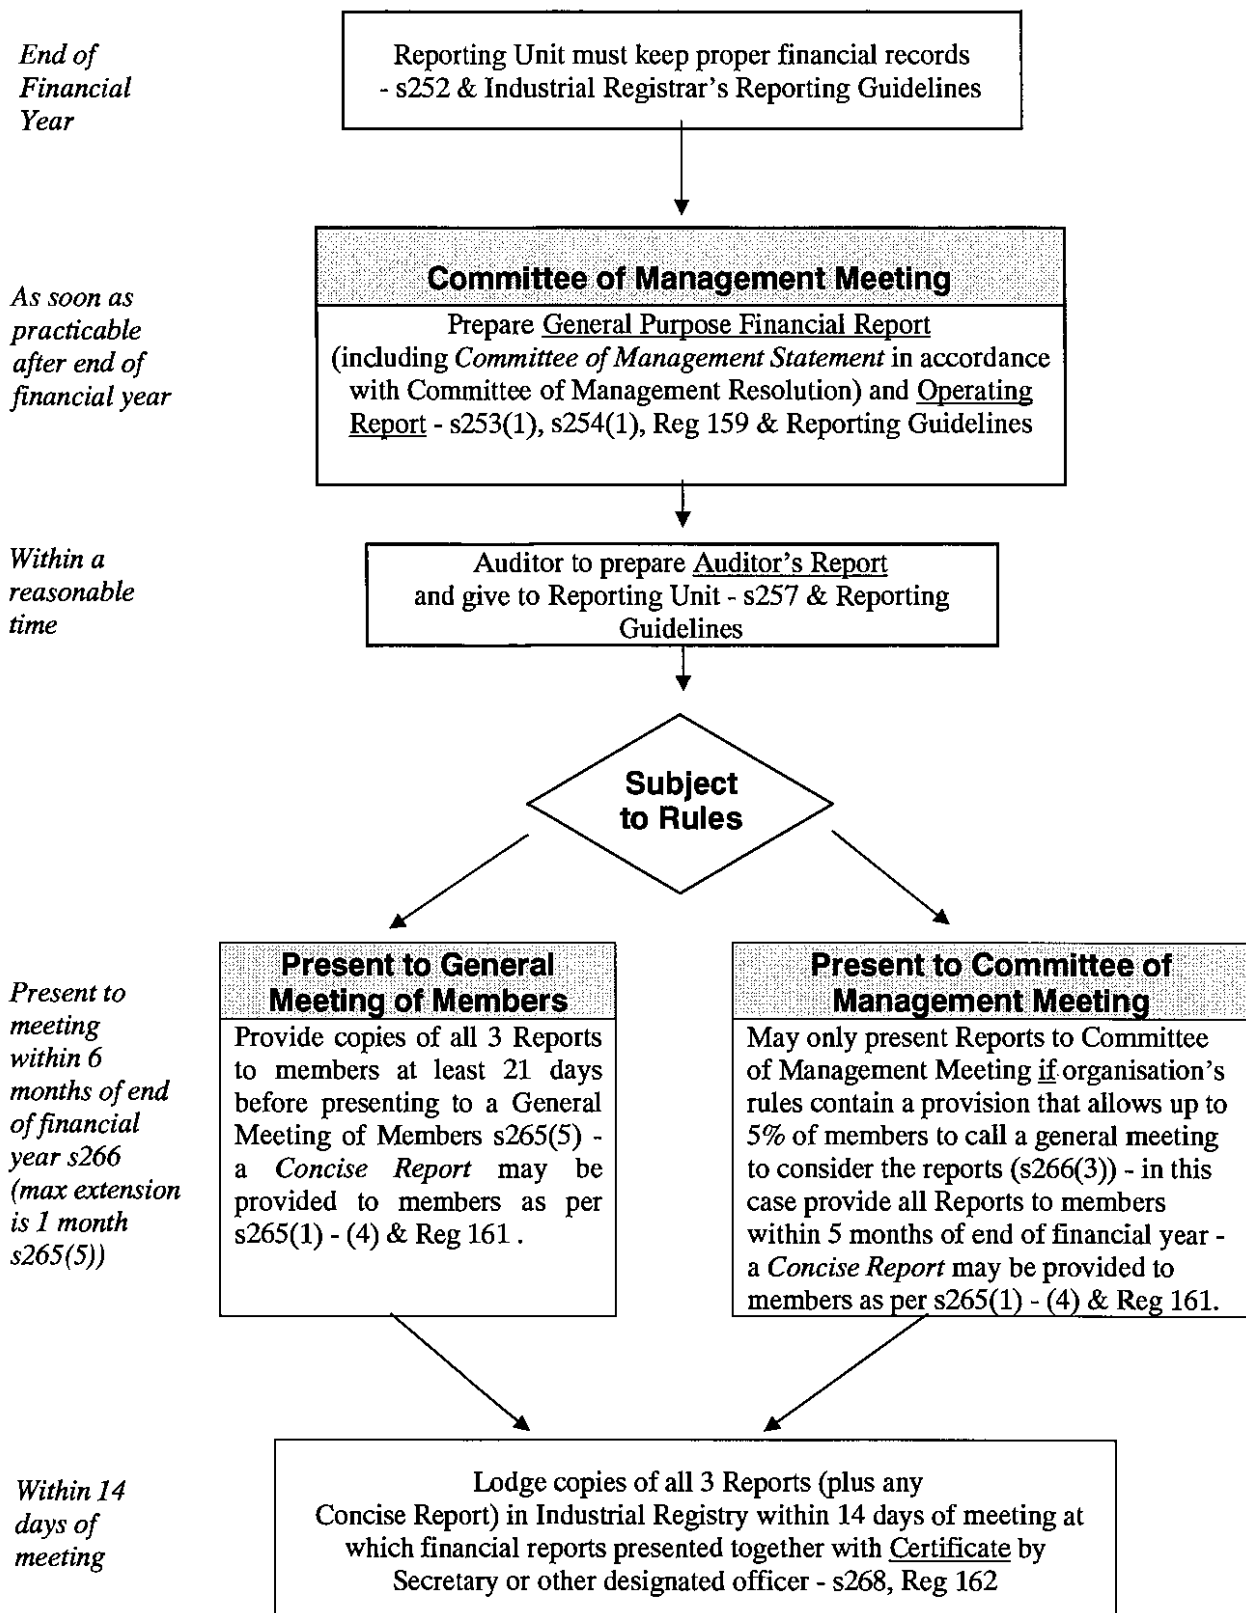 End of
Financial
Year
Reporting Unit must keep proper financial records
- s252 & Industrial Registrar's Reporting Guidelines
As soon as
practicable
after end of
financial year
Committee of Management Meeting
Prepare General Purpose Financial Report
(including Committee of Management Statement in accordance
with Committee of Management Resolution) and Operating
Report - s253(1), s254(1), Reg 159 & Reporting Guidelines
Within a
reasonable
time
Auditor to prepare Auditor's Report
and give to Reporting Unit - s257 & Reporting
Guidelines
Subject
to Rules
Present to
meeting
within 6
months of end
of financial
year s266
(max extension
is 1 month
s265(5))
Present to General
Meeting of Members
Provide copies of all 3 Reports
to members at least 21 days
before presenting to a General
Meeting of Members s265(5) -
a Concise Report may be
provided to members as per
s265(1) - (4) & Reg 161 .
Present to Committee of
Management Meeting
May only present Reports to Committee
of Management Meeting if organisation's
rules contain a provision that allows up to
5% of members to call a general meeting
to consider the reports (s266(3)) - in this
case provide all Reports to members
within 5 months of end of financial year -
a Concise Report may be provided to
members as per s265(1) - (4) & Reg 161.
Within 14
days of
meeting
Lodge copies of all 3 Reports (plus any
Concise Report) in Industrial Registry within 14 days of meeting at
which financial reports presented together with Certificate by
Secretary or other designated officer - s268, Reg 162